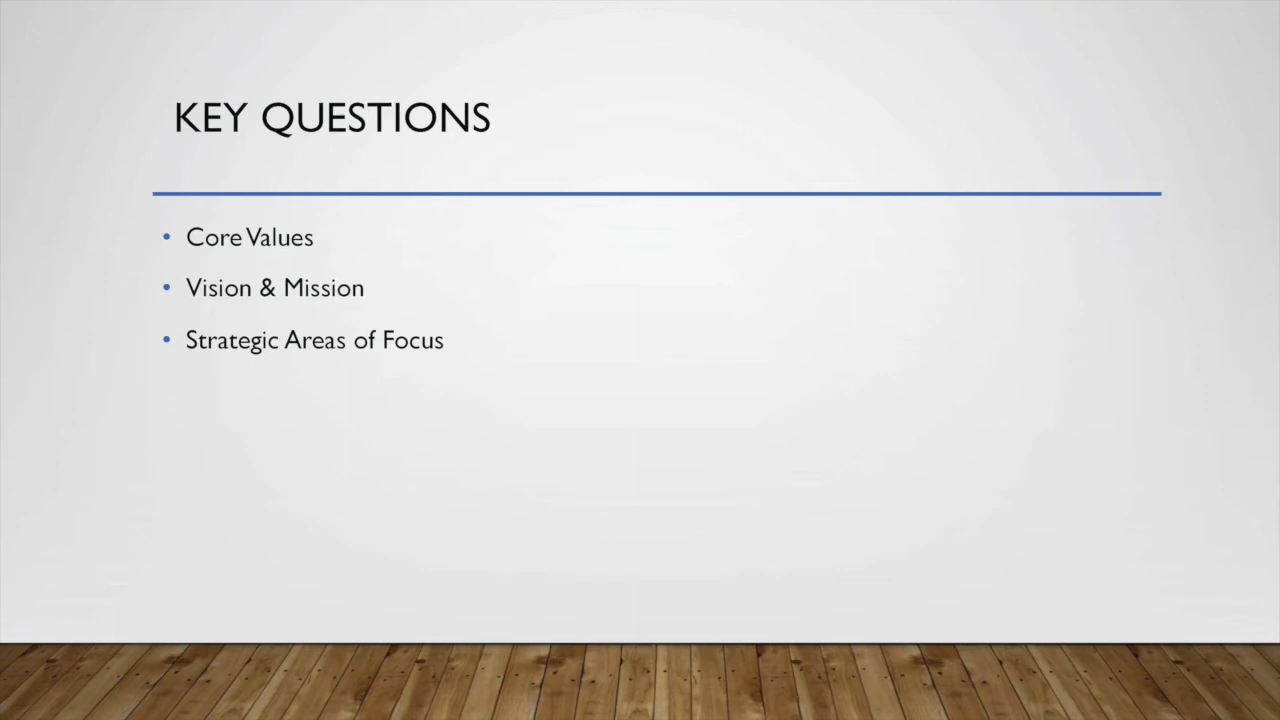 KEY QUESTIONS
• Core Values
• Vision & Mission
• Strategic Areas of Focus